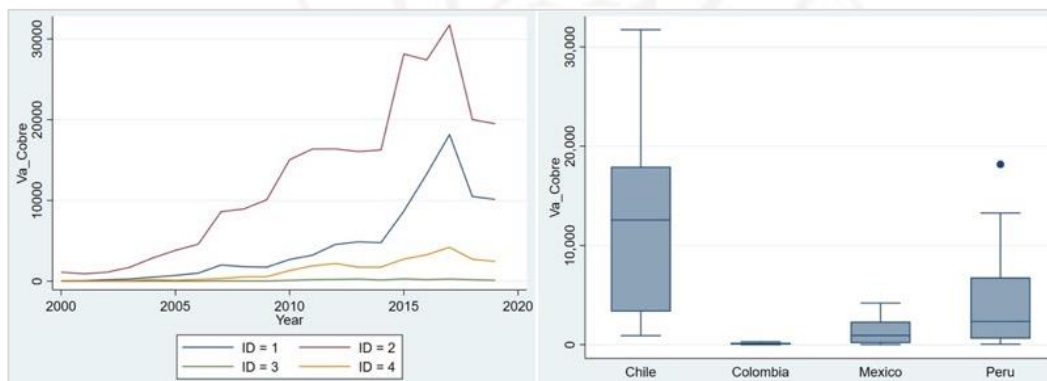 Va_Cobre
30000
20000
10000
0
2000 2005 2010 2015 2020
Year
ID = 1 ID = 2
ID = 3 ID = 4
Va_Cobre
30,000
20,000
10,000
0
Chile Colombia Mexico Peru